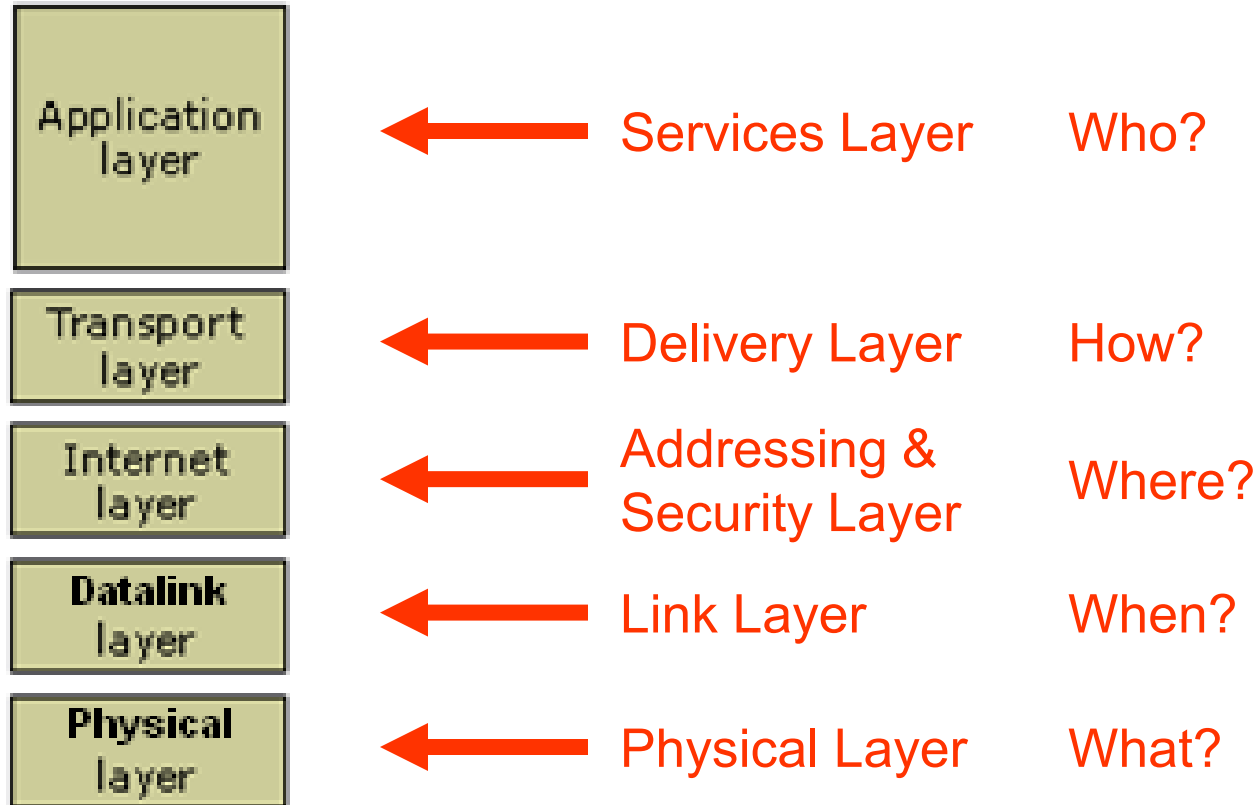 Application
layer
Services Layer
Who?
Transport
layer
Delivery Layer
How?
Internet
layer
Addressing &
Security Layer
Where?
Datalink
layer
Link Layer
When?
Physical
layer
Physical Layer
What?